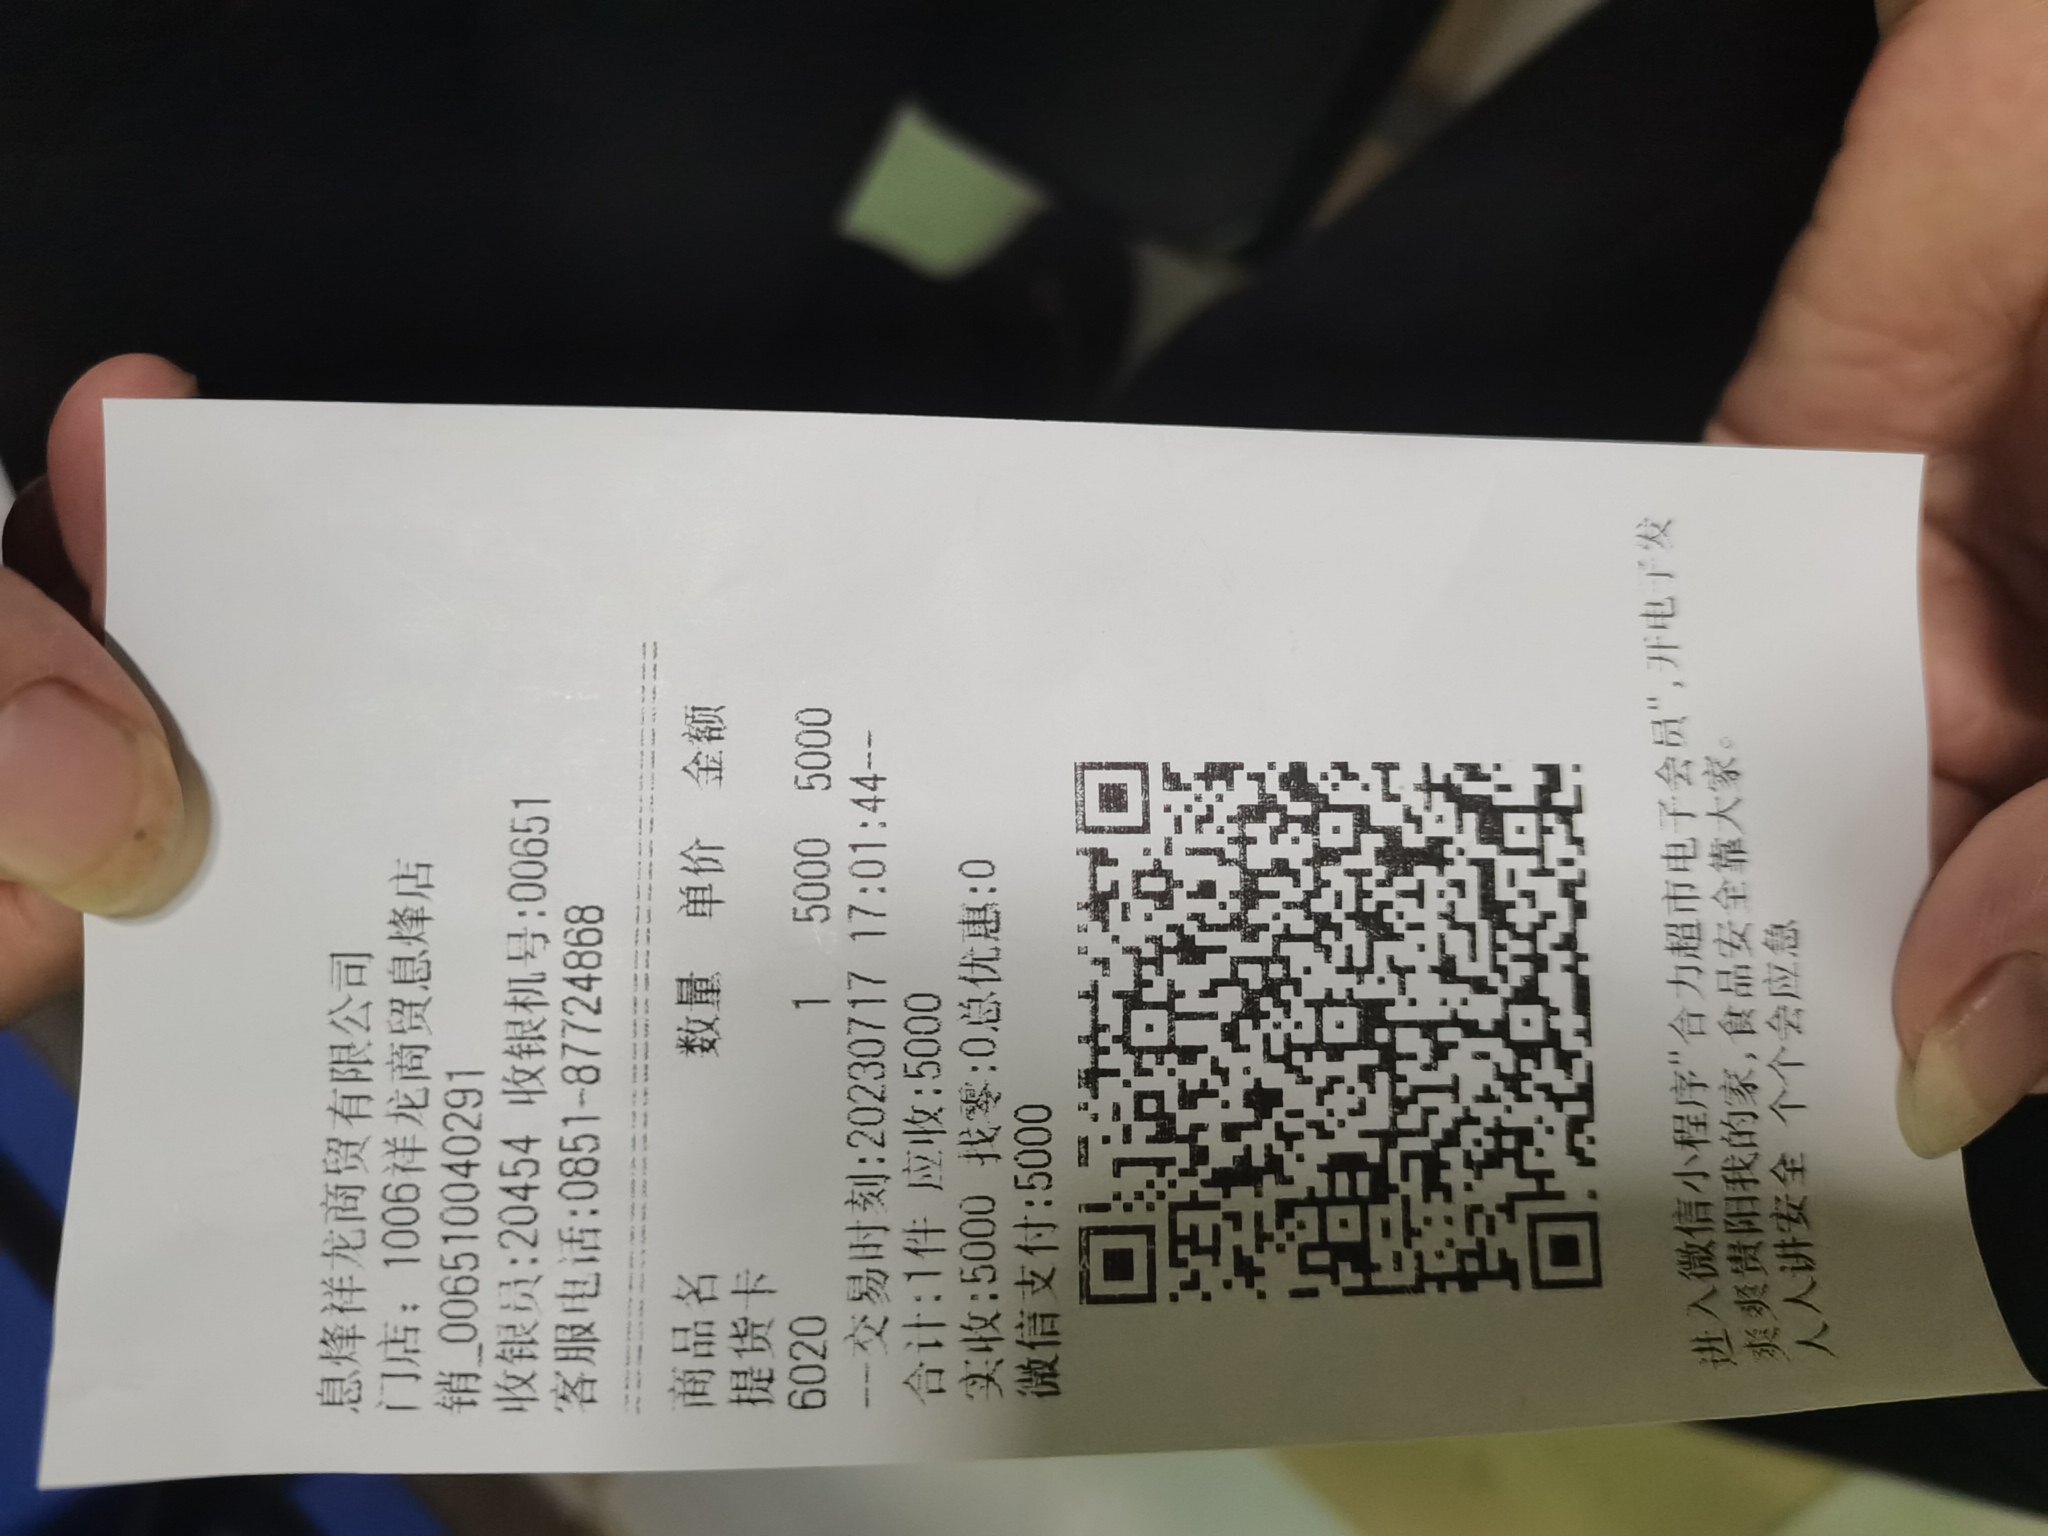 息烽祥龙商贸有限公司
门店：1006祥龙商贸息烽店
销_00651004040291
收银员:20454 收银机号:00651
客服电话:0851-87724868
商品名 数量 单价 金额
提货卡
6020 1 5000 5000
--交易时刻:20230717 17:01:44--
合计:1件 应收:5000
实收:5000 找零:0总优惠:0
微信支付:5000
进入微信小程序"合力超市电子会员",开电子发
爽爽贵阳我的家,食品安全靠大家。
人人讲安全 个个会应急